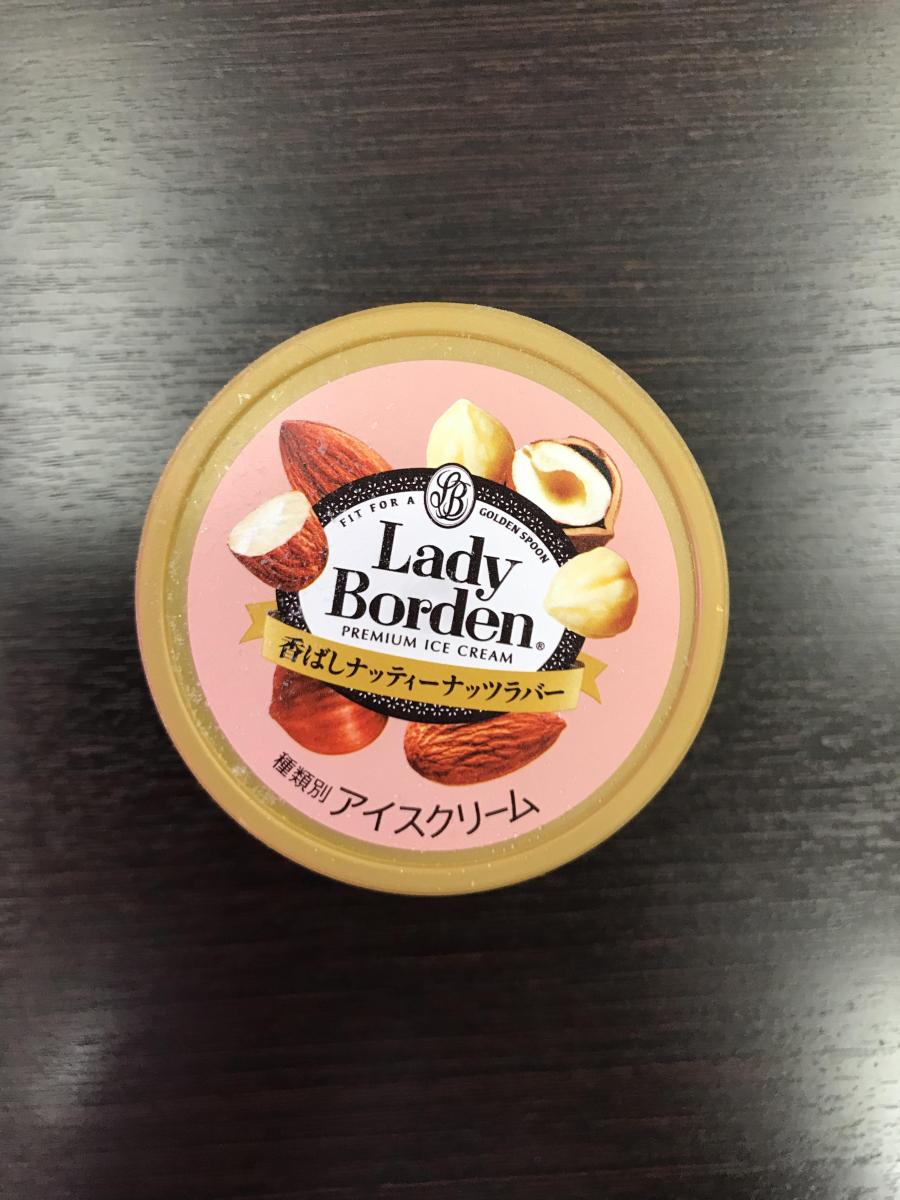 LB
FIT FOR A GOLDEN SPOON
Lady
Borden®
PREMIUM ICE CREAM
香ばしナッティーナッツラバー
種類別 アイスクリーム